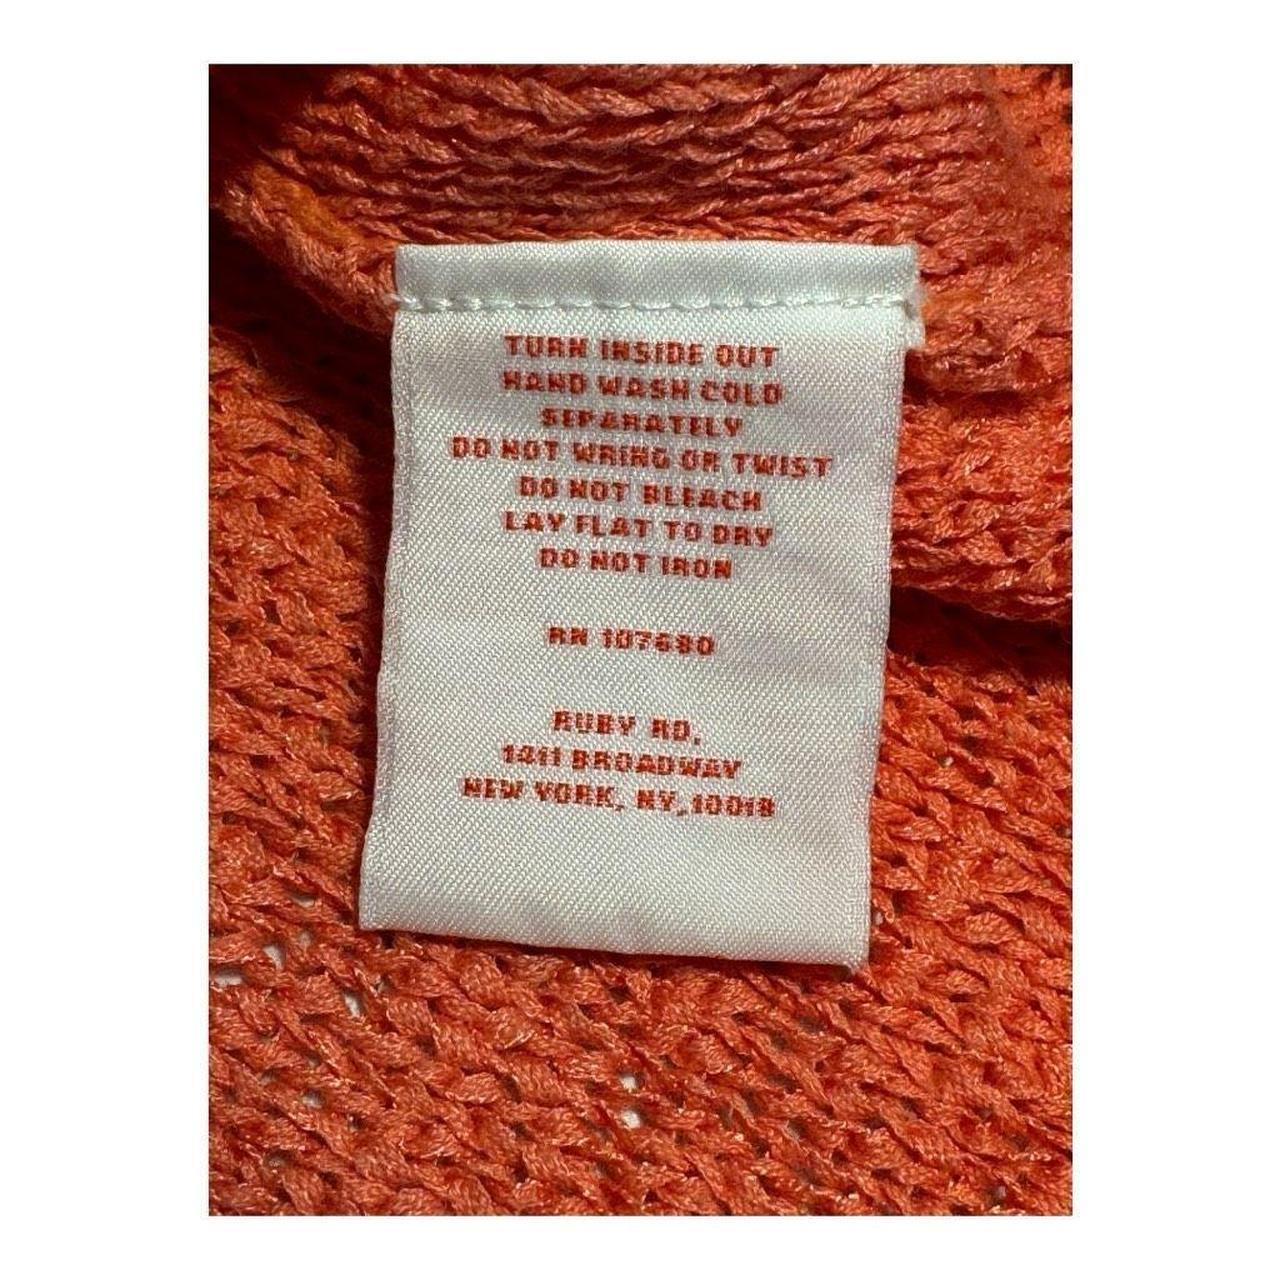 TURN INSIDE OUT
HAND WASH COLD
SEPARATELY
DO NOT WRING OR TWIST
DO NOT BLEACH
LAY FLAT TO DRY
DO NOT IRON
RN 107680
RUBY RD.
1411 BROADWAY
NEW YORK, NY,10018